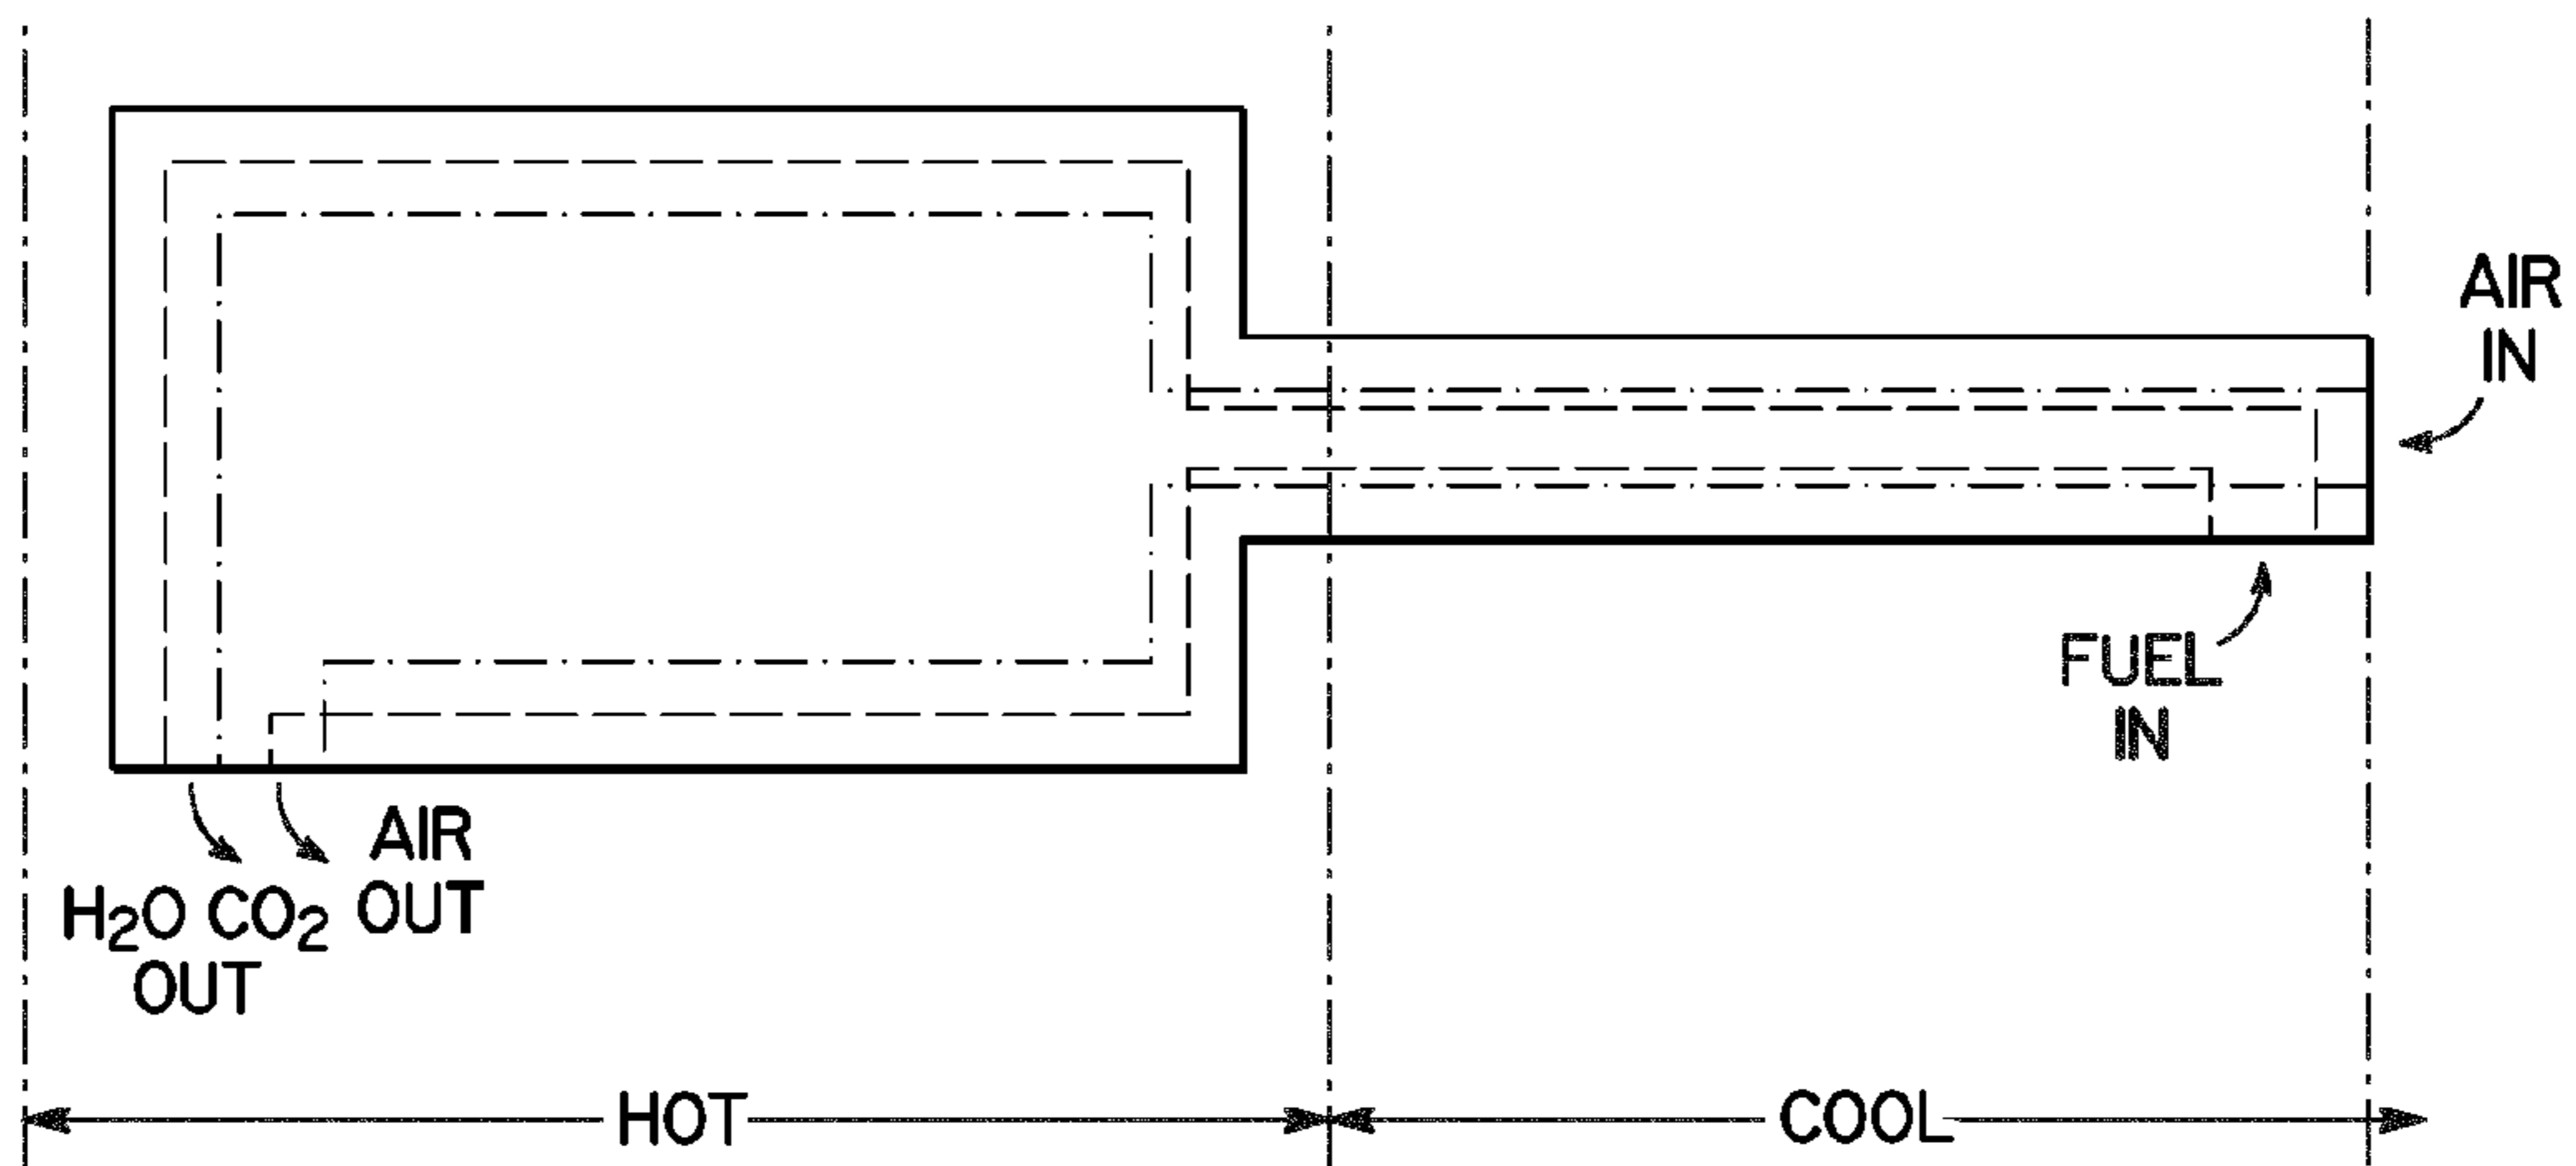 AIR
IN
FUEL
IN
AIR
OUT
H₂O CO₂
OUT
HOT
COOL